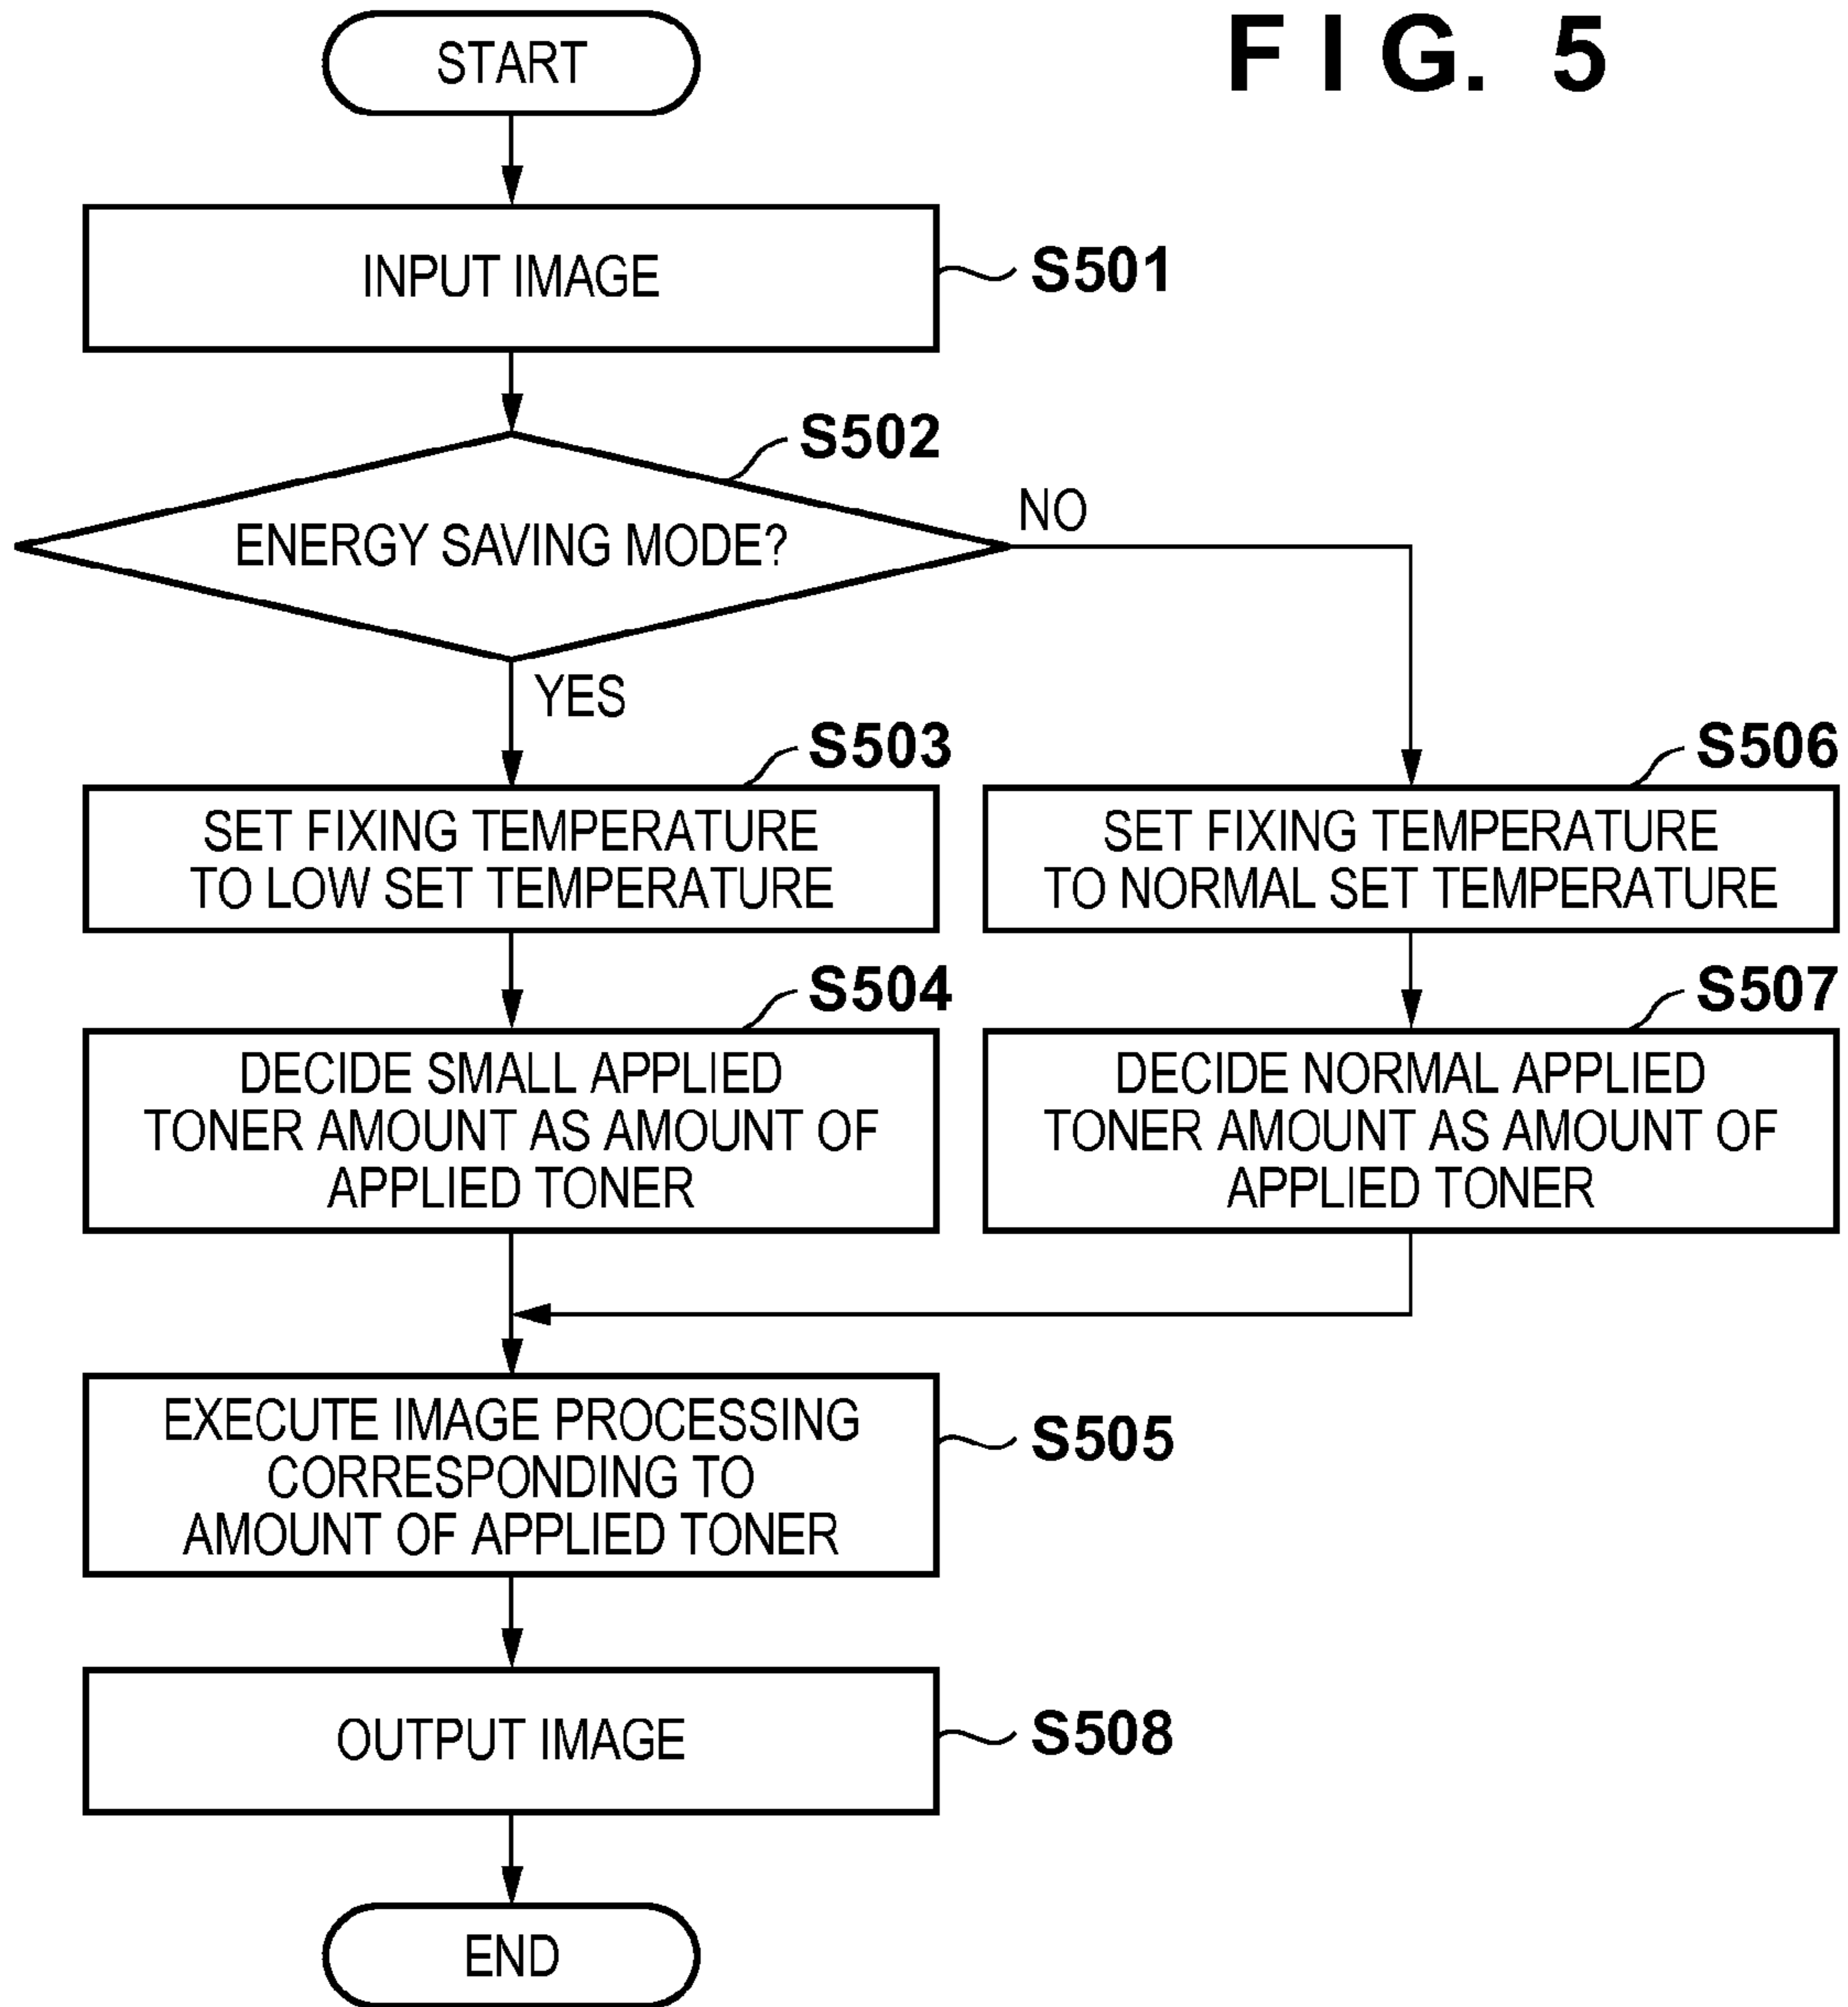 FIG. 5
START
INPUT IMAGE
S501
S502
ENERGY SAVING MODE?
NO
YES
S503
SET FIXING TEMPERATURE
TO LOW SET TEMPERATURE
S506
SET FIXING TEMPERATURE
TO NORMAL SET TEMPERATURE
S504
DECIDE SMALL APPLIED
TONER AMOUNT AS AMOUNT OF
APPLIED TONER
S507
DECIDE NORMAL APPLIED
TONER AMOUNT AS AMOUNT OF
APPLIED TONER
EXECUTE IMAGE PROCESSING
CORRESPONDING TO
AMOUNT OF APPLIED TONER
S505
OUTPUT IMAGE
S508
END